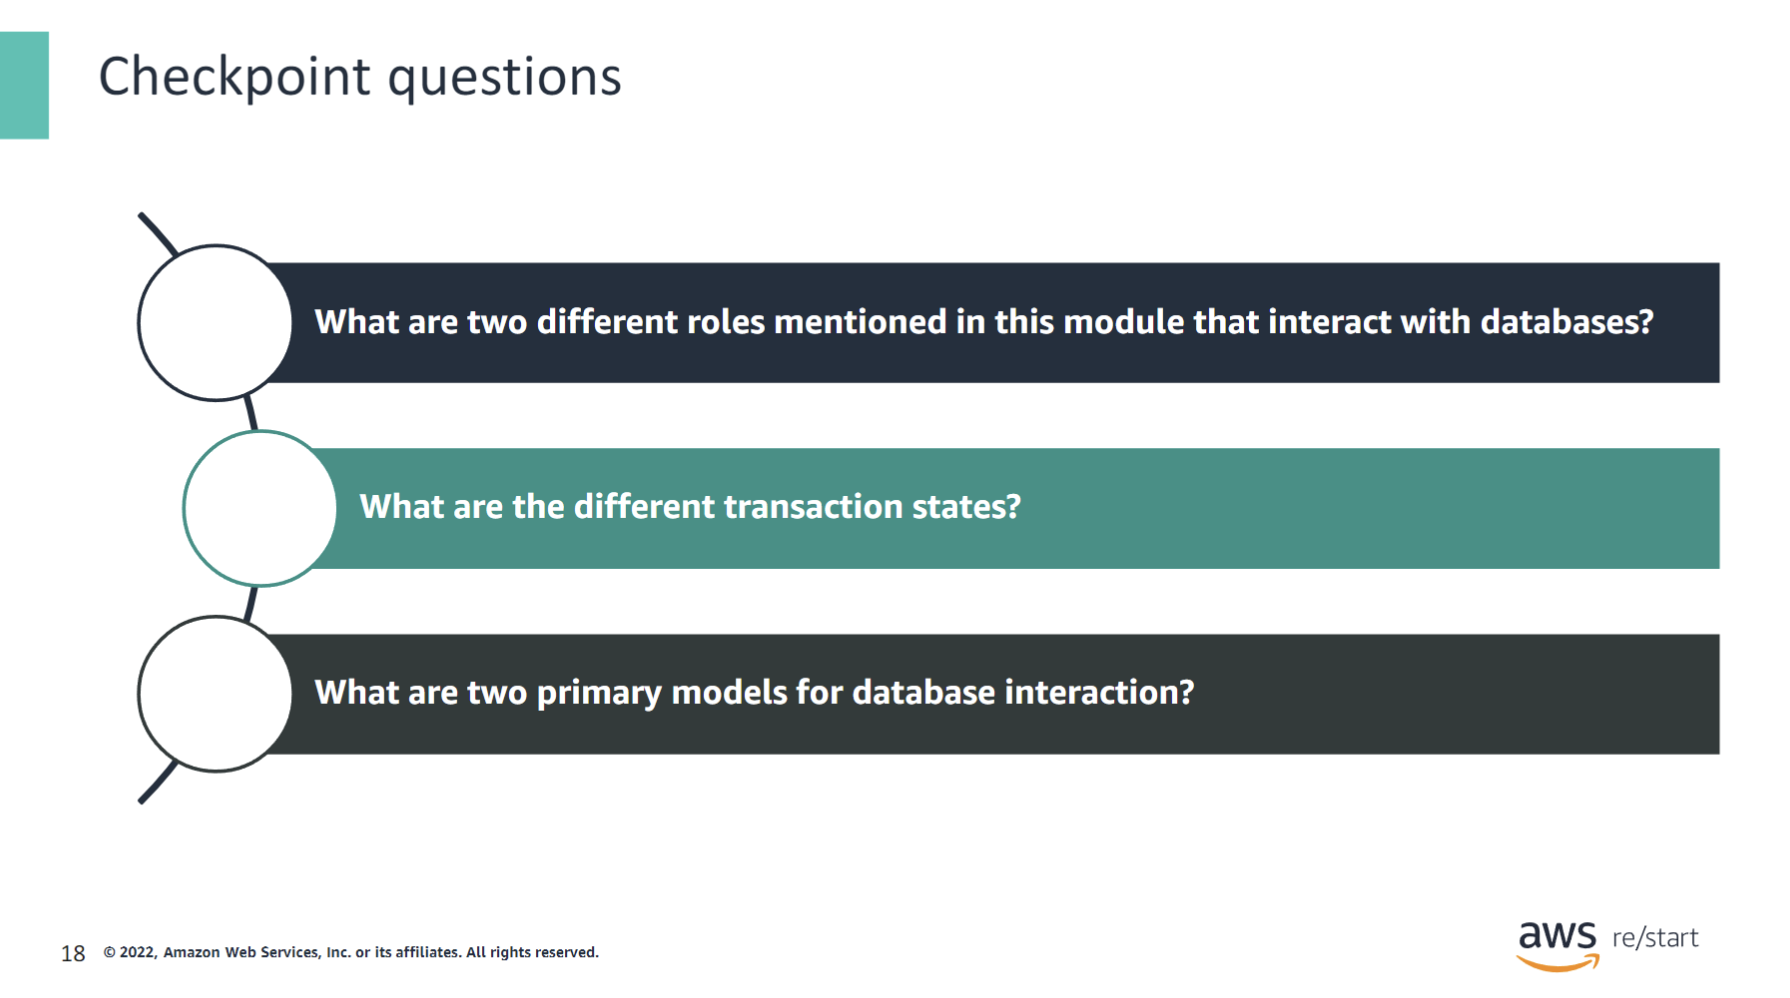 Checkpoint questions
What are two different roles mentioned in this module that interact with databases?
What are the different transaction states?
What are two primary models for database interaction?
18 © 2022, Amazon Web Services, Inc. or its affiliates. All rights reserved.
aws re/start